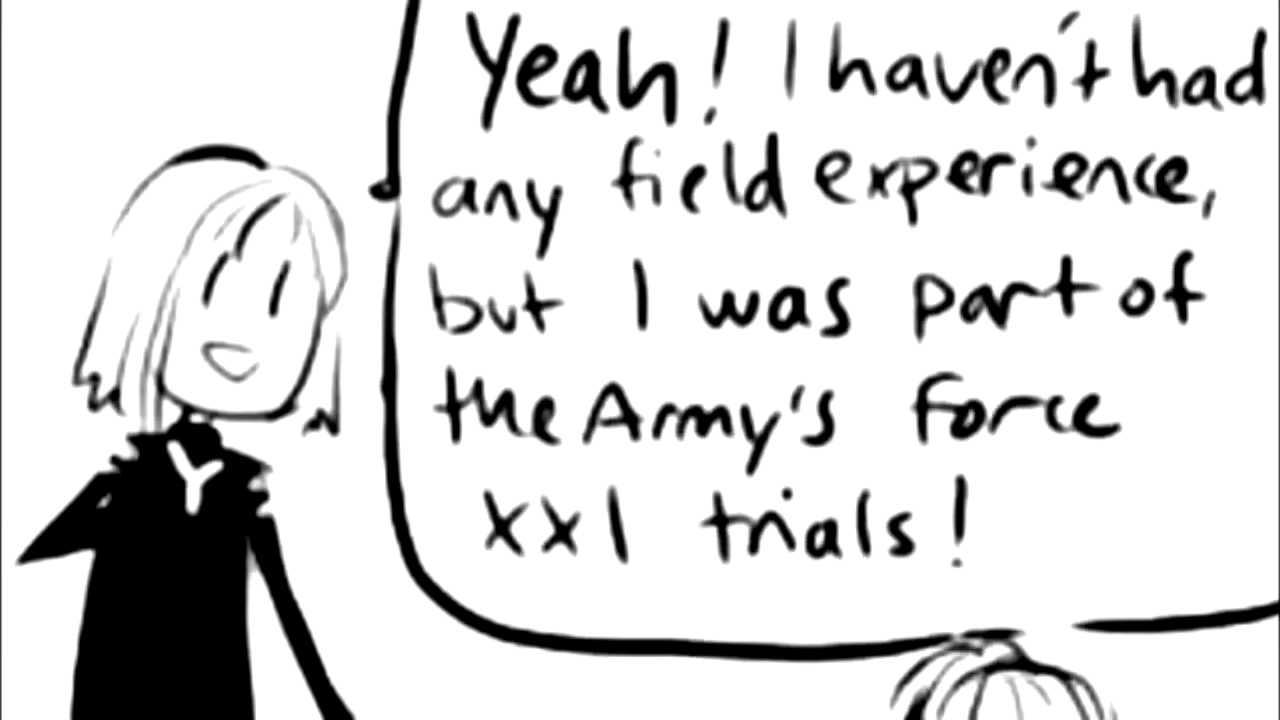 Yeah! I haven't had
any field experience,
but I was part of
the Army's Force
XXI trials!